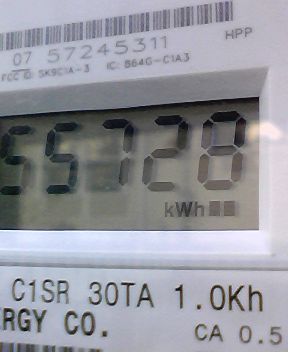 07 57245311
HPP
FCC ID: SK9C1A-3 IC: 864G-C1A3
55728
kWh
C1SR 30TA 1.0Kh
ERGY CO.
CA 0.5